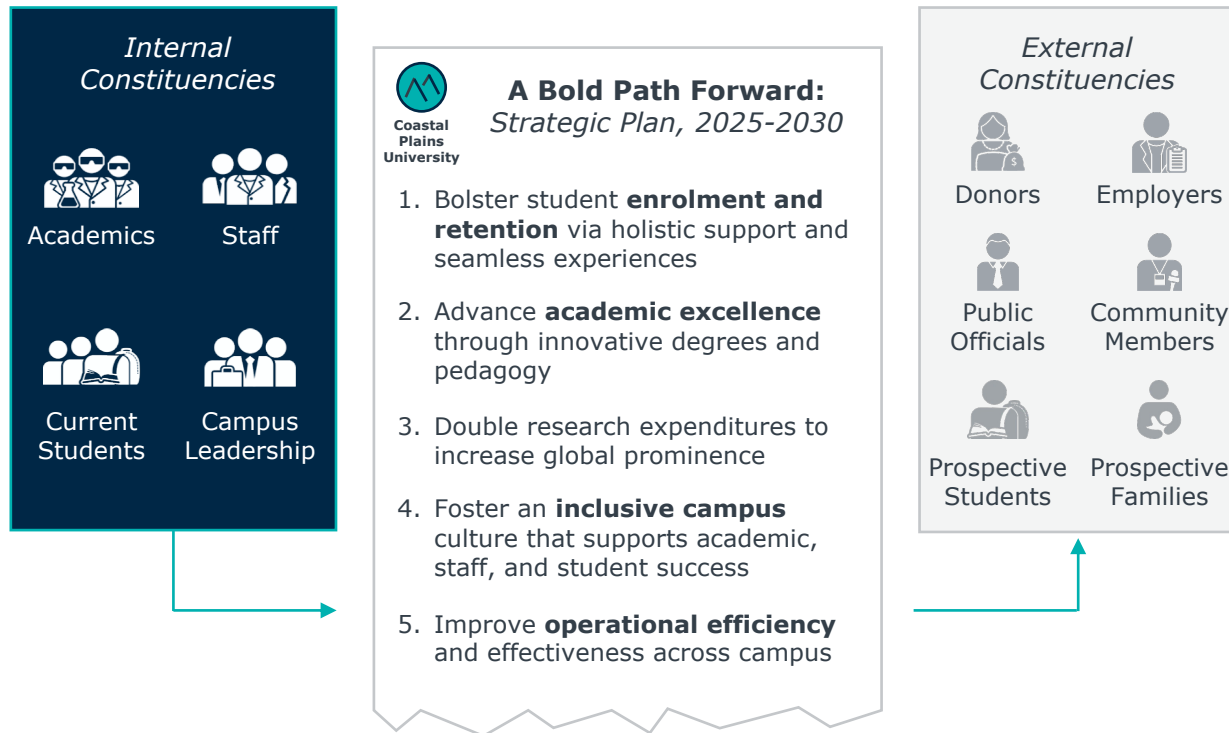 Internal
Constituencies
Academics
Staff
Current
Students
Campus
Leadership
Coastal
Plains
University
A Bold Path Forward:
Strategic Plan, 2025-2030
1. Bolster student enrolment and
retention via holistic support and
seamless experiences
2. Advance academic excellence
through innovative degrees and
pedagogy
3. Double research expenditures to
increase global prominence
4. Foster an inclusive campus
culture that supports academic,
staff, and student success
5. Improve operational efficiency
and effectiveness across campus
External
Constituencies
$
Donors
Employers
Public
Officials
Community
Members
Prospective
Students
Prospective
Families